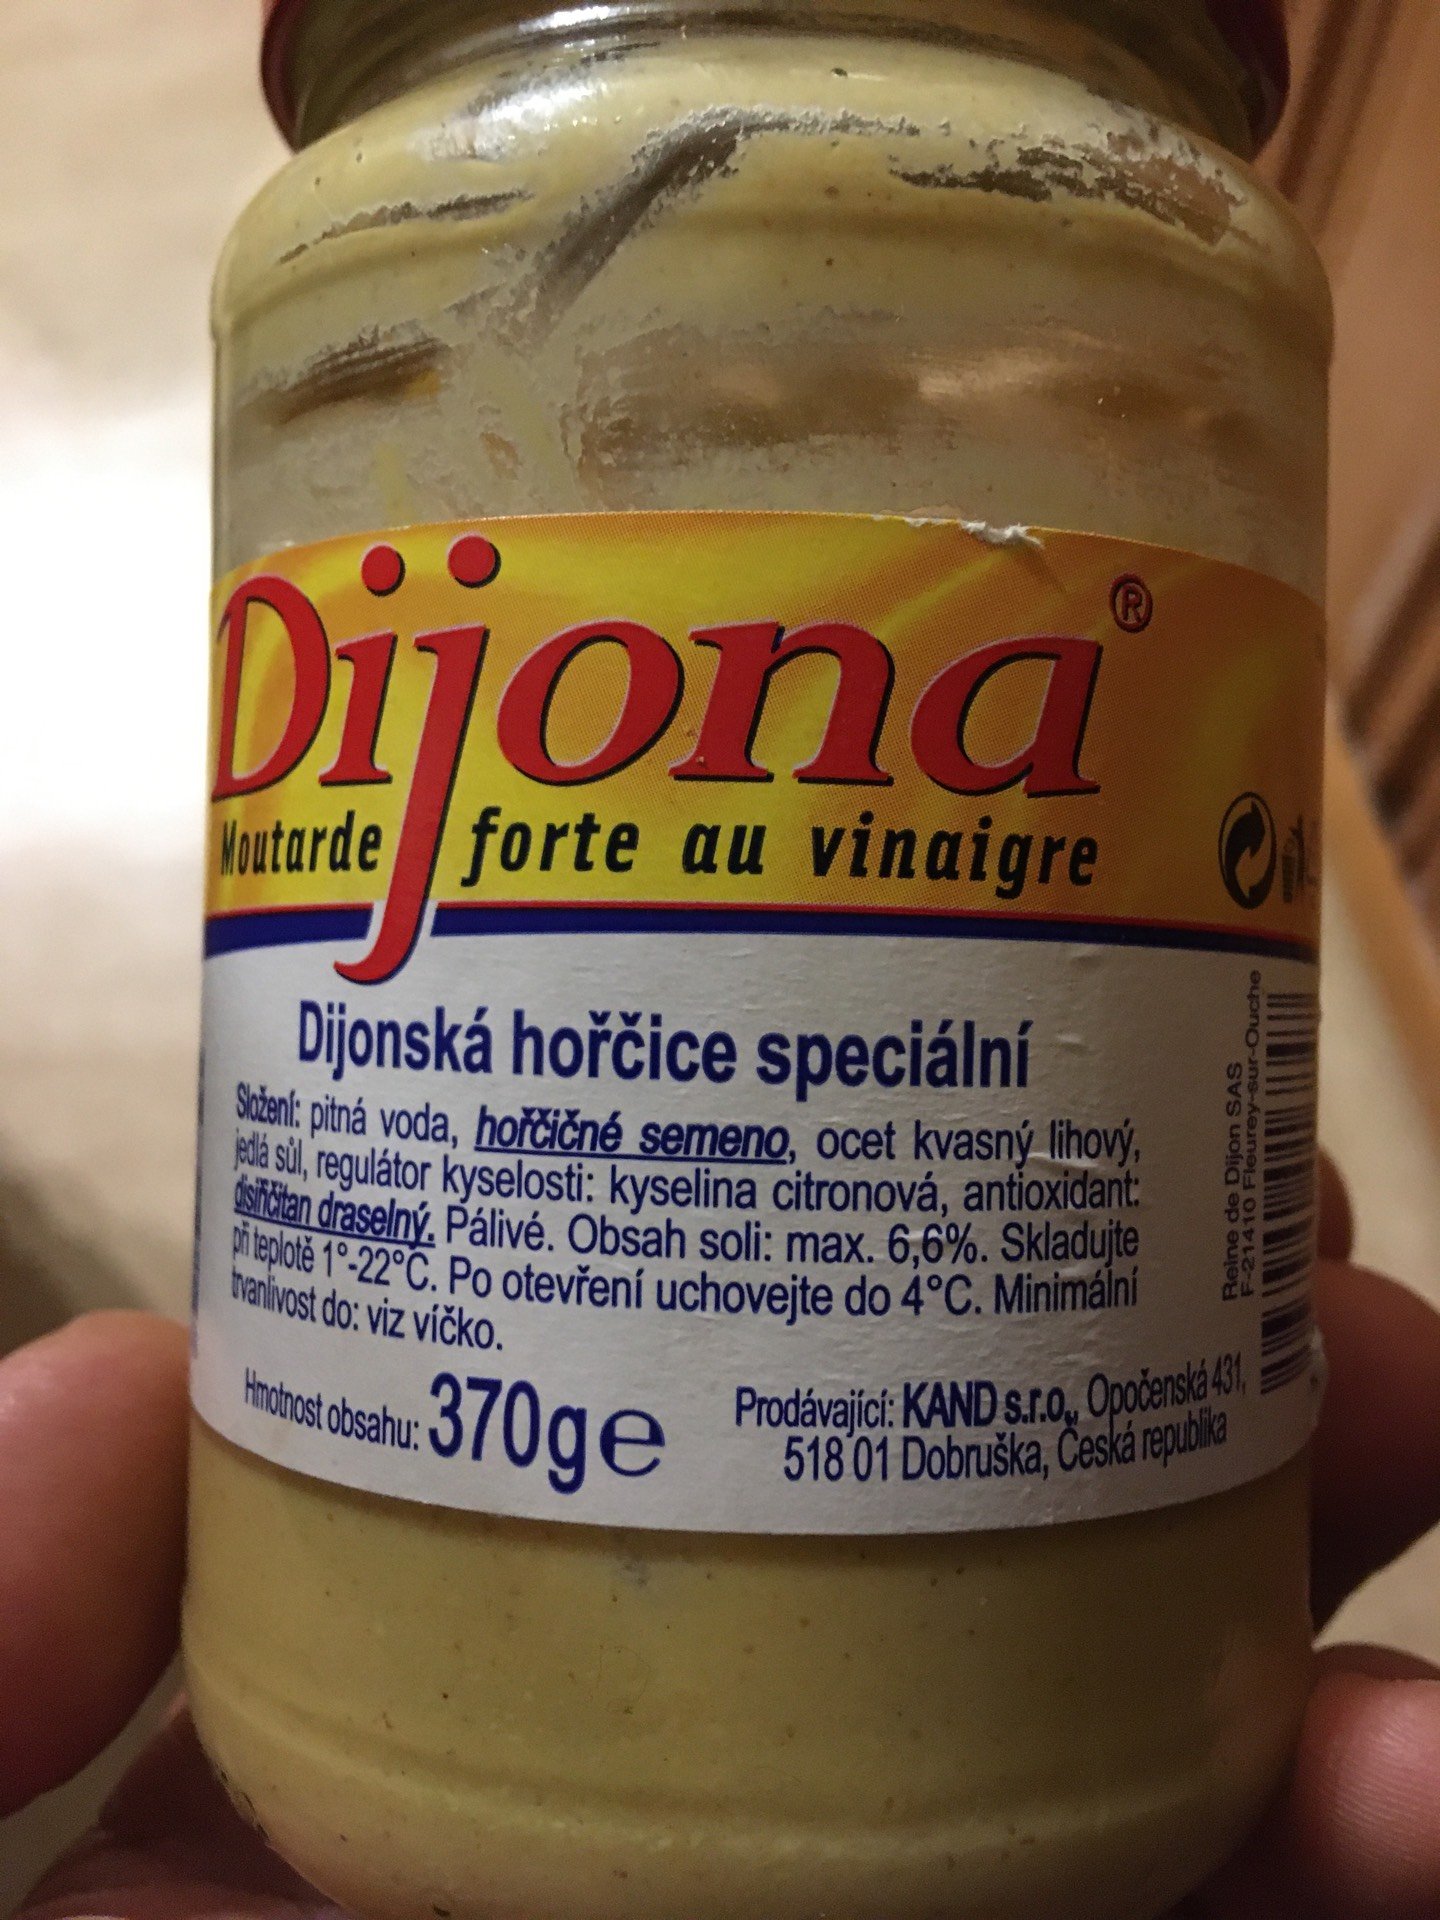 Dijona®
Moutarde forte au vinaigre
Dijonská hořčice speciální
Složení: pitná voda, hořčičné semeno, ocet kvasný lihový,
jedlá sůl, regulátor kyselosti: kyselina citronová, antioxidant:
disiřičitan draselný. Pálivé. Obsah soli: max. 6,6%. Skladujte
při teplotě 1°-22°C. Po otevření uchovejte do 4°C. Minimální
trvanlivost do: viz víčko.
Hmotnost obsahu: 370g℮
Prodávající: KAND s.r.o., Opočenská 431,
518 01 Dobruška, Česká republika
Reine de Dijon SAS
F-21410 Fleurey-sur-Ouche